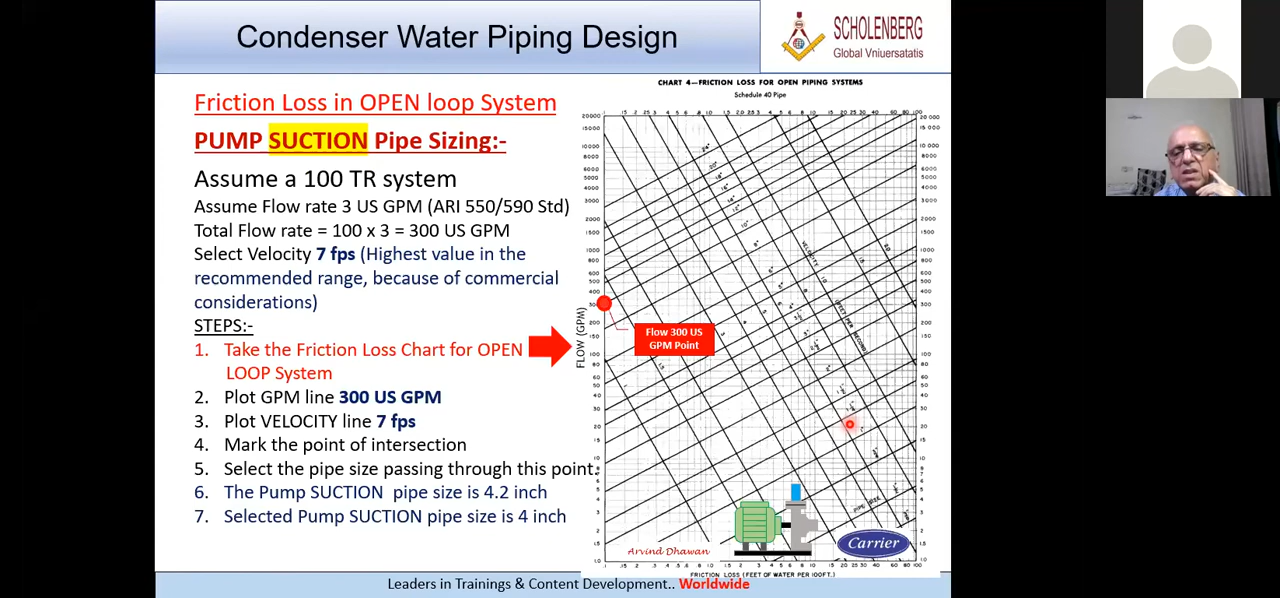 Condenser Water Piping Design
SCHOLENBERG
Global Vniuersatatis
Friction Loss in OPEN loop System
PUMP SUCTION Pipe Sizing:-
Assume a 100 TR system
Assume Flow rate 3 US GPM (ARI 550/590 Std)
Total Flow rate = 100 x 3 = 300 US GPM
Select Velocity 7 fps (Highest value in the
recommended range, because of commercial
considerations)
STEPS:-
1. Take the Friction Loss Chart for OPEN
LOOP System
2. Plot GPM line 300 US GPM
3. Plot VELOCITY line 7 fps
4. Mark the point of intersection
5. Select the pipe size passing through this point.
6. The Pump SUCTION pipe size is 4.2 inch
7. Selected Pump SUCTION pipe size is 4 inch
CHART 4—FRICTION LOSS FOR OPEN PIPING SYSTEMS
Schedule 40 Pipe
FLOW (GPM)
Flow 300 US
GPM Point
VELOCITY
(FEET PER SECOND)
PIPE SIZE
Arvind Dhawan
Carrier
FRICTION LOSS (FEET OF WATER PER 100FT.)
Leaders in Trainings & Content Development.. Worldwide